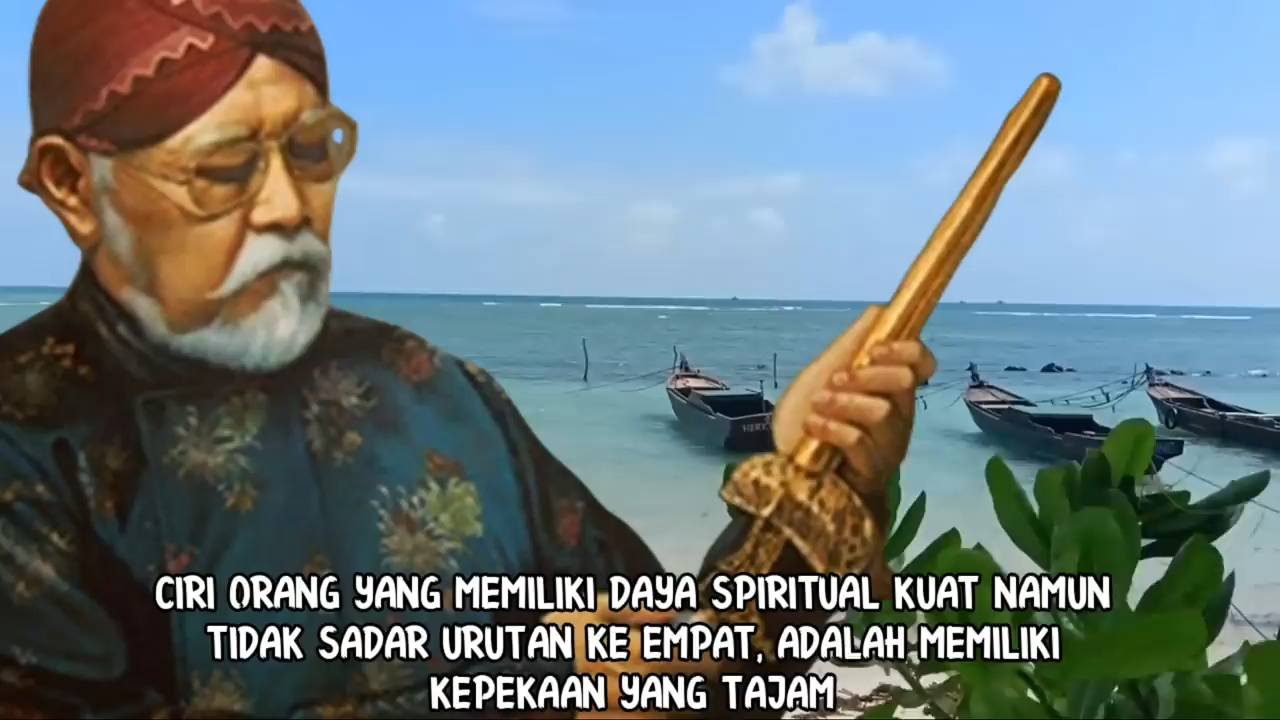 CIRI ORANG YANG MEMILIKI DAYA SPIRITUAL KUAT NAMUN
TIDAK SADAR URUTAN KE EMPAT, ADALAH MEMILIKI
KEPEKAAN YANG TAJAM